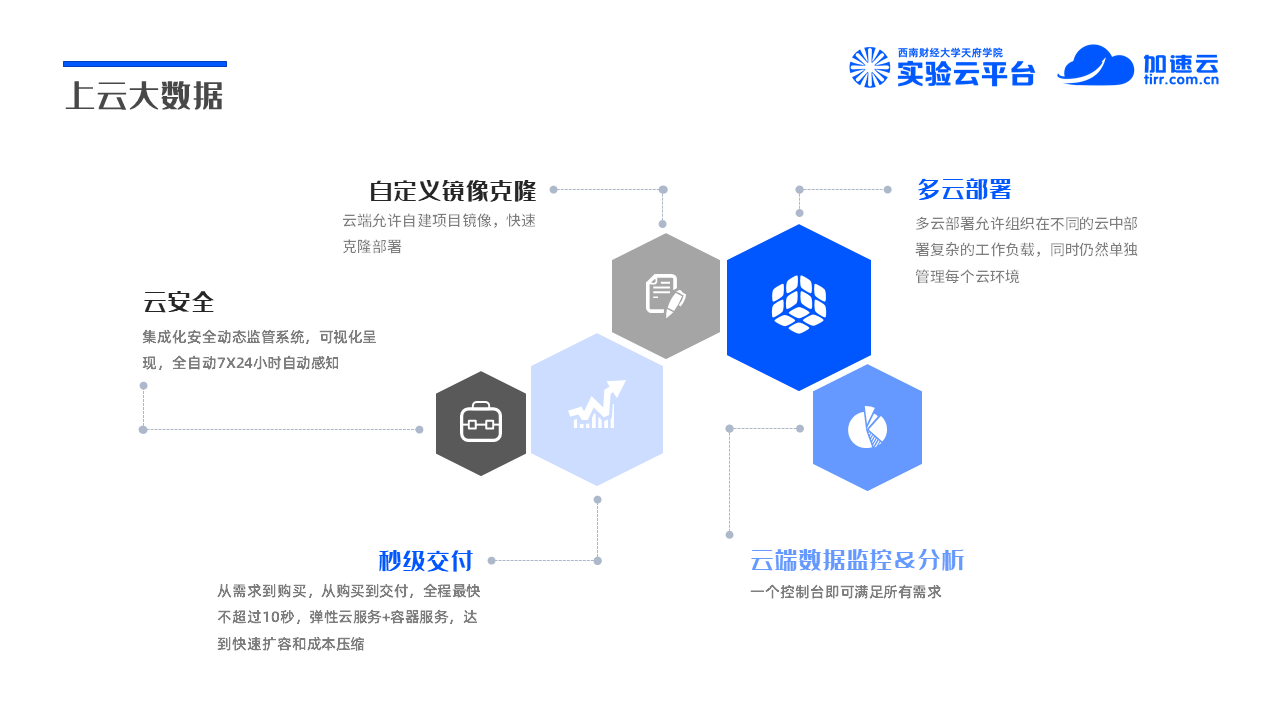 西南财经大学天府学院
实验云平台
加速云
tirr.com.cn
上云大数据
自定义镜像克隆
云端允许自建项目镜像，快速
克隆部署
多云部署
多云部署允许组织在不同的云中部
署复杂的工作负载，同时仍然单独
管理每个云环境
云安全
集成化安全动态监管系统，可视化呈
现，全自动7X24小时自动感知
秒级交付
从需求到购买，从购买到交付，全程最快
不超过10秒，弹性云服务+容器服务，达
到快速扩容和成本压缩
云端数据监控&分析
一个控制台即可满足所有需求